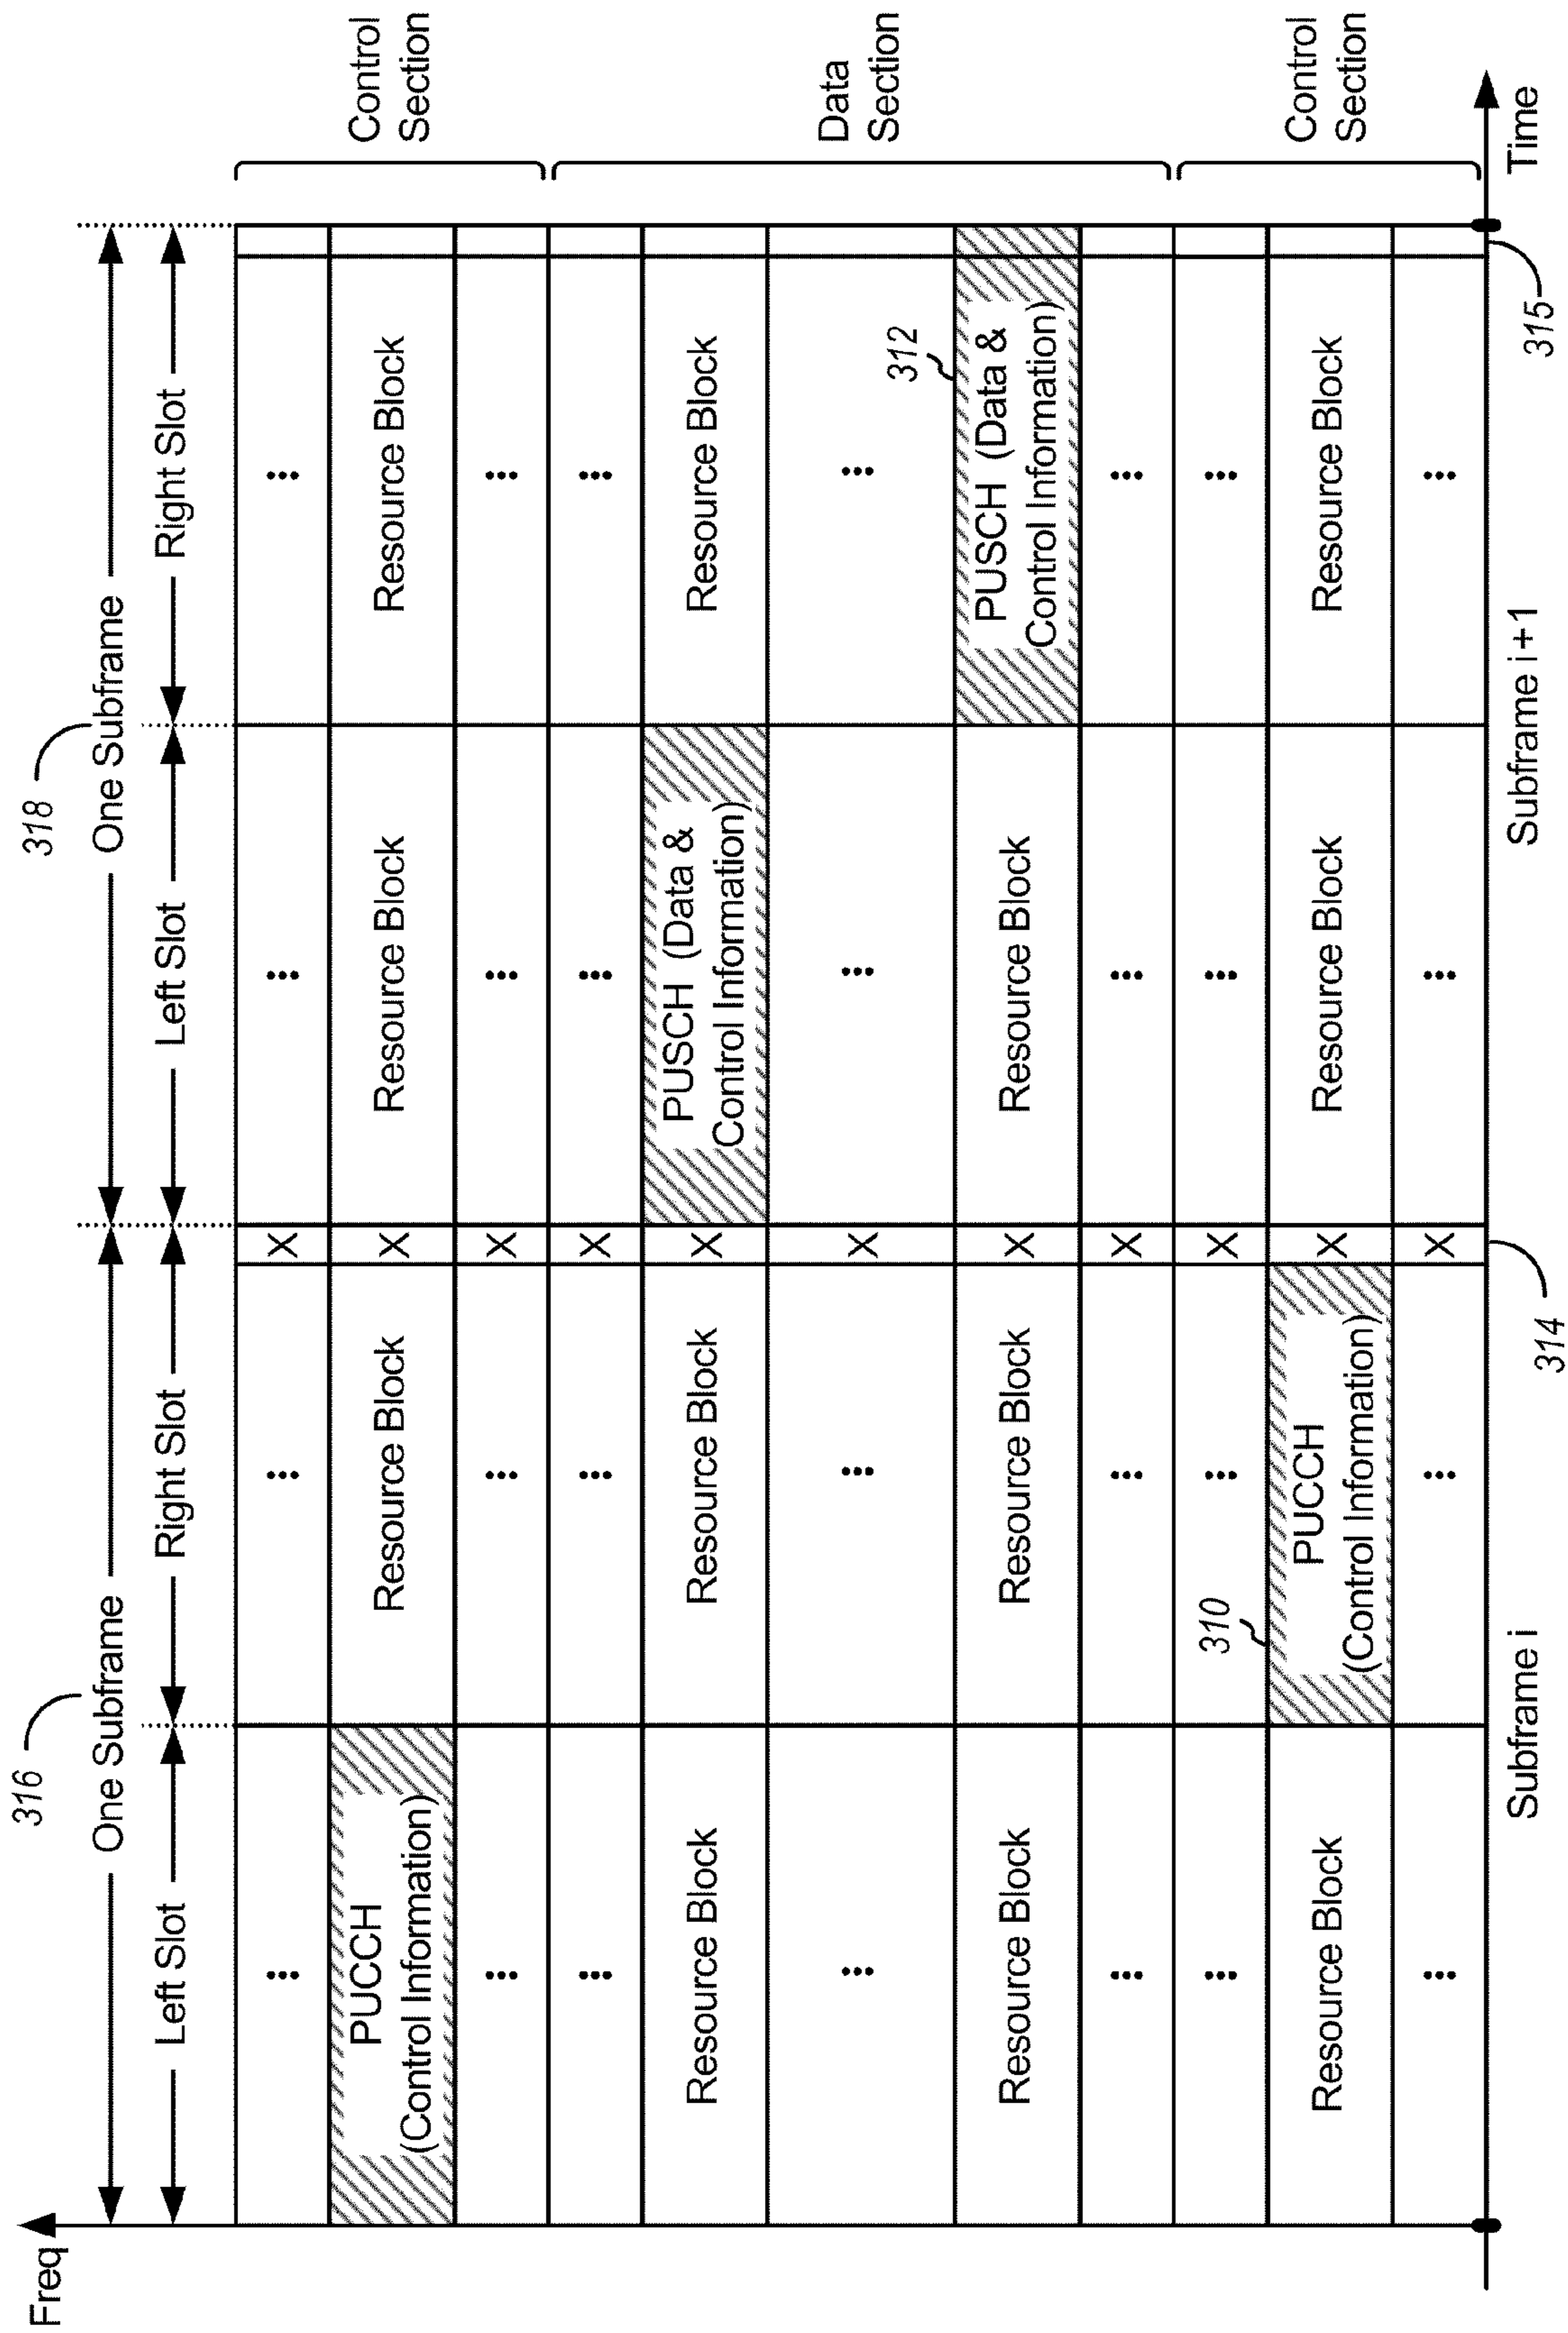 Freq
316
318
One Subframe
One Subframe
Left Slot
Right Slot
Left Slot
Right Slot
⋮
⋮
X
⋮
⋮
Control
Section
PUCCH
(Control Information)
Resource Block
X
Resource Block
Resource Block
⋮
⋮
X
⋮
⋮
⋮
⋮
X
⋮
⋮
Data
Section
Resource Block
Resource Block
X
PUSCH (Data &
Control Information)
Resource Block
⋮
⋮
X
⋮
⋮
312
Resource Block
Resource Block
X
Resource Block
PUSCH (Data &
Control Information)
⋮
⋮
X
⋮
⋮
⋮
⋮
X
⋮
⋮
Control
Section
310
Resource Block
PUCCH
(Control Information)
X
Resource Block
Resource Block
⋮
⋮
X
⋮
⋮
Subframe i
Subframe i+1
Time
314
315